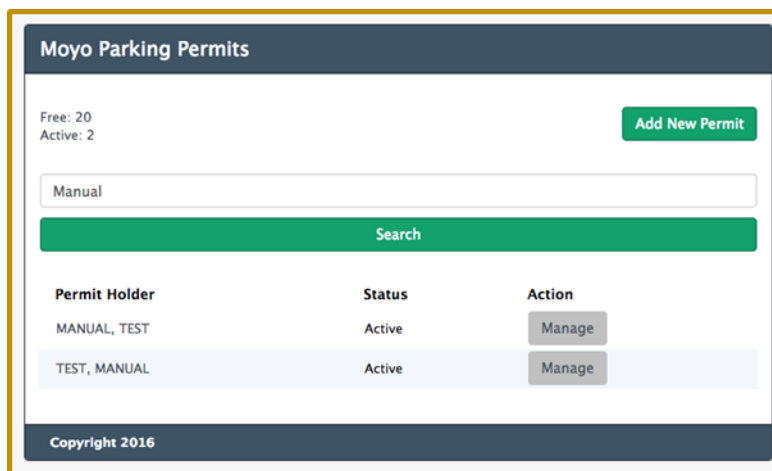 Moyo Parking Permits
Free: 20
Active: 2
Add New Permit
Manual
Search
Permit Holder Status Action
MANUAL, TEST Active Manage
TEST, MANUAL Active Manage
Copyright 2016